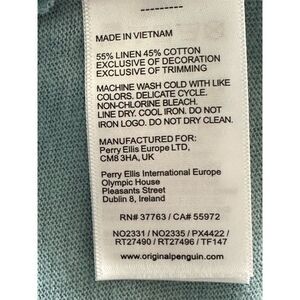 MADE IN VIETNAM
55% LINEN 45% COTTON
EXCLUSIVE OF DECORATION
EXCLUSIVE OF TRIMMING
MACHINE WASH COLD WITH LIKE
COLORS. DELICATE CYCLE.
NON-CHLORINE BLEACH.
LINE DRY. COOL IRON. DO NOT
IRON LOGO. DO NOT DRY CLEAN.
MANUFACTURED FOR:
Perry Ellis Europe LTD,
CM8 3HA, UK
Perry Ellis International Europe
Olympic House
Pleasants Street
Dublin 8, Ireland
RN# 37763 / CA# 55972
NO2331 / NO2335 / PX4422 /
RT27490 / RT27496 / TF147
www.originalpenguin.com